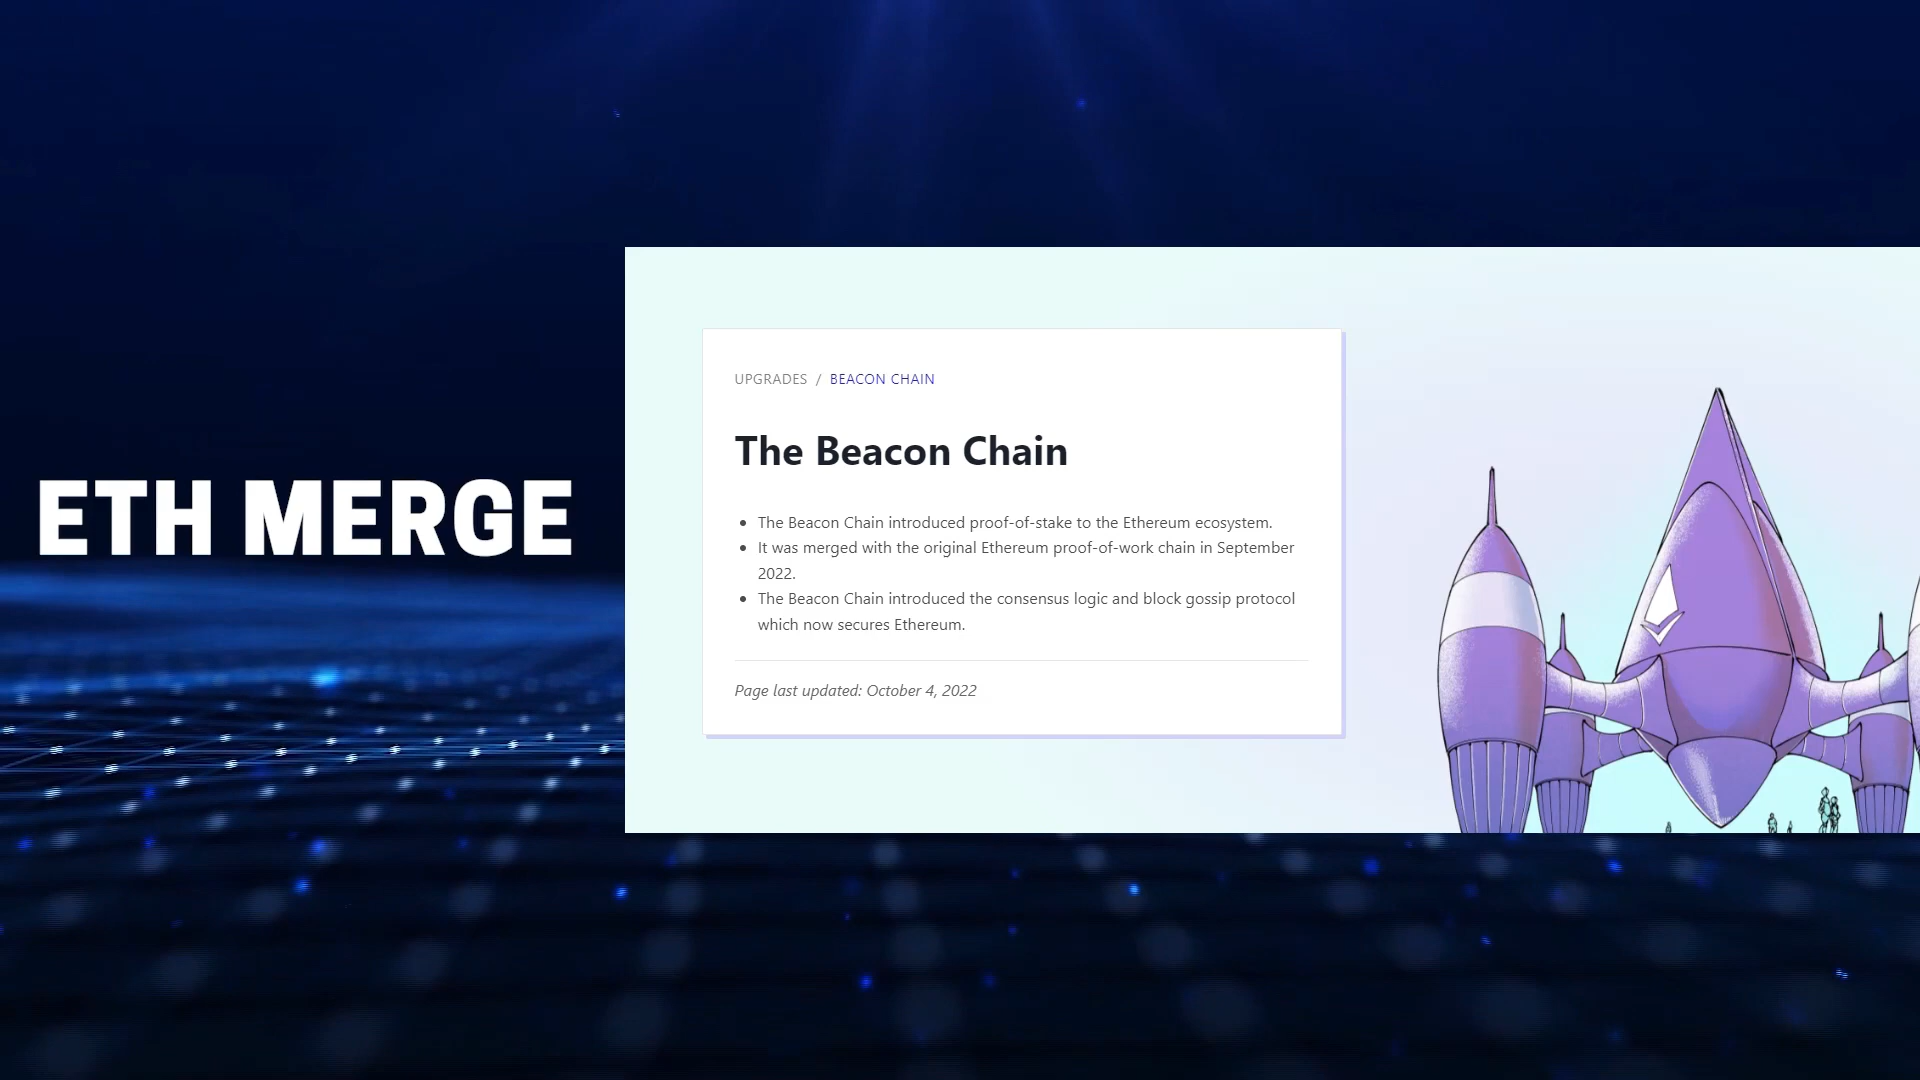 ETH MERGE
UPGRADES / BEACON CHAIN
The Beacon Chain
• The Beacon Chain introduced proof-of-stake to the Ethereum ecosystem.
• It was merged with the original Ethereum proof-of-work chain in September
2022.
• The Beacon Chain introduced the consensus logic and block gossip protocol
which now secures Ethereum.
Page last updated: October 4, 2022